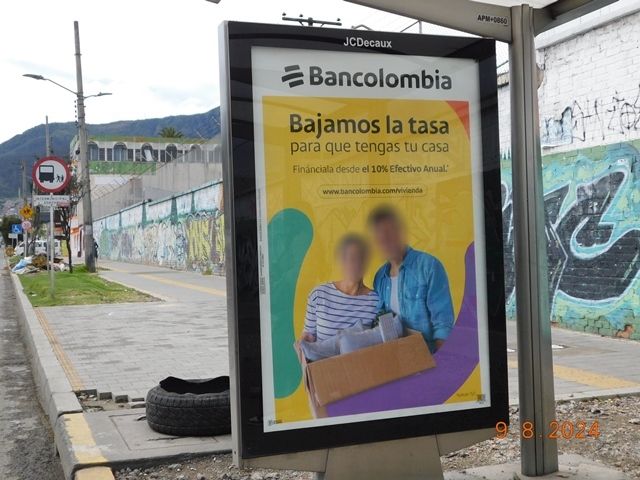 APM+0860
JCDecaux
Bancolombia
Bajamos la tasa
para que tengas tu casa
Fináncialа desde el 10% Efectivo Anual.*
www.bancolombia.com/vivienda
9 8 2024